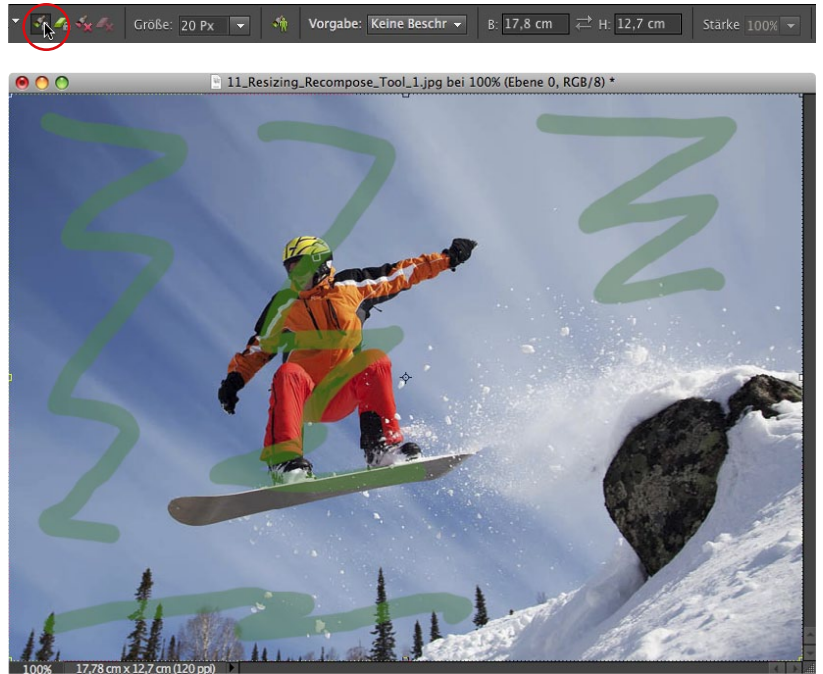 Größe: 20 Px Vorgabe: Keine Beschr B: 17,8 cm H: 12,7 cm Stärke 100%
11_Resizing_Recompose_Tool_1.jpg bei 100% (Ebene 0, RGB/8) *
100% 17,78 cm x 12,7 cm (120 ppi)